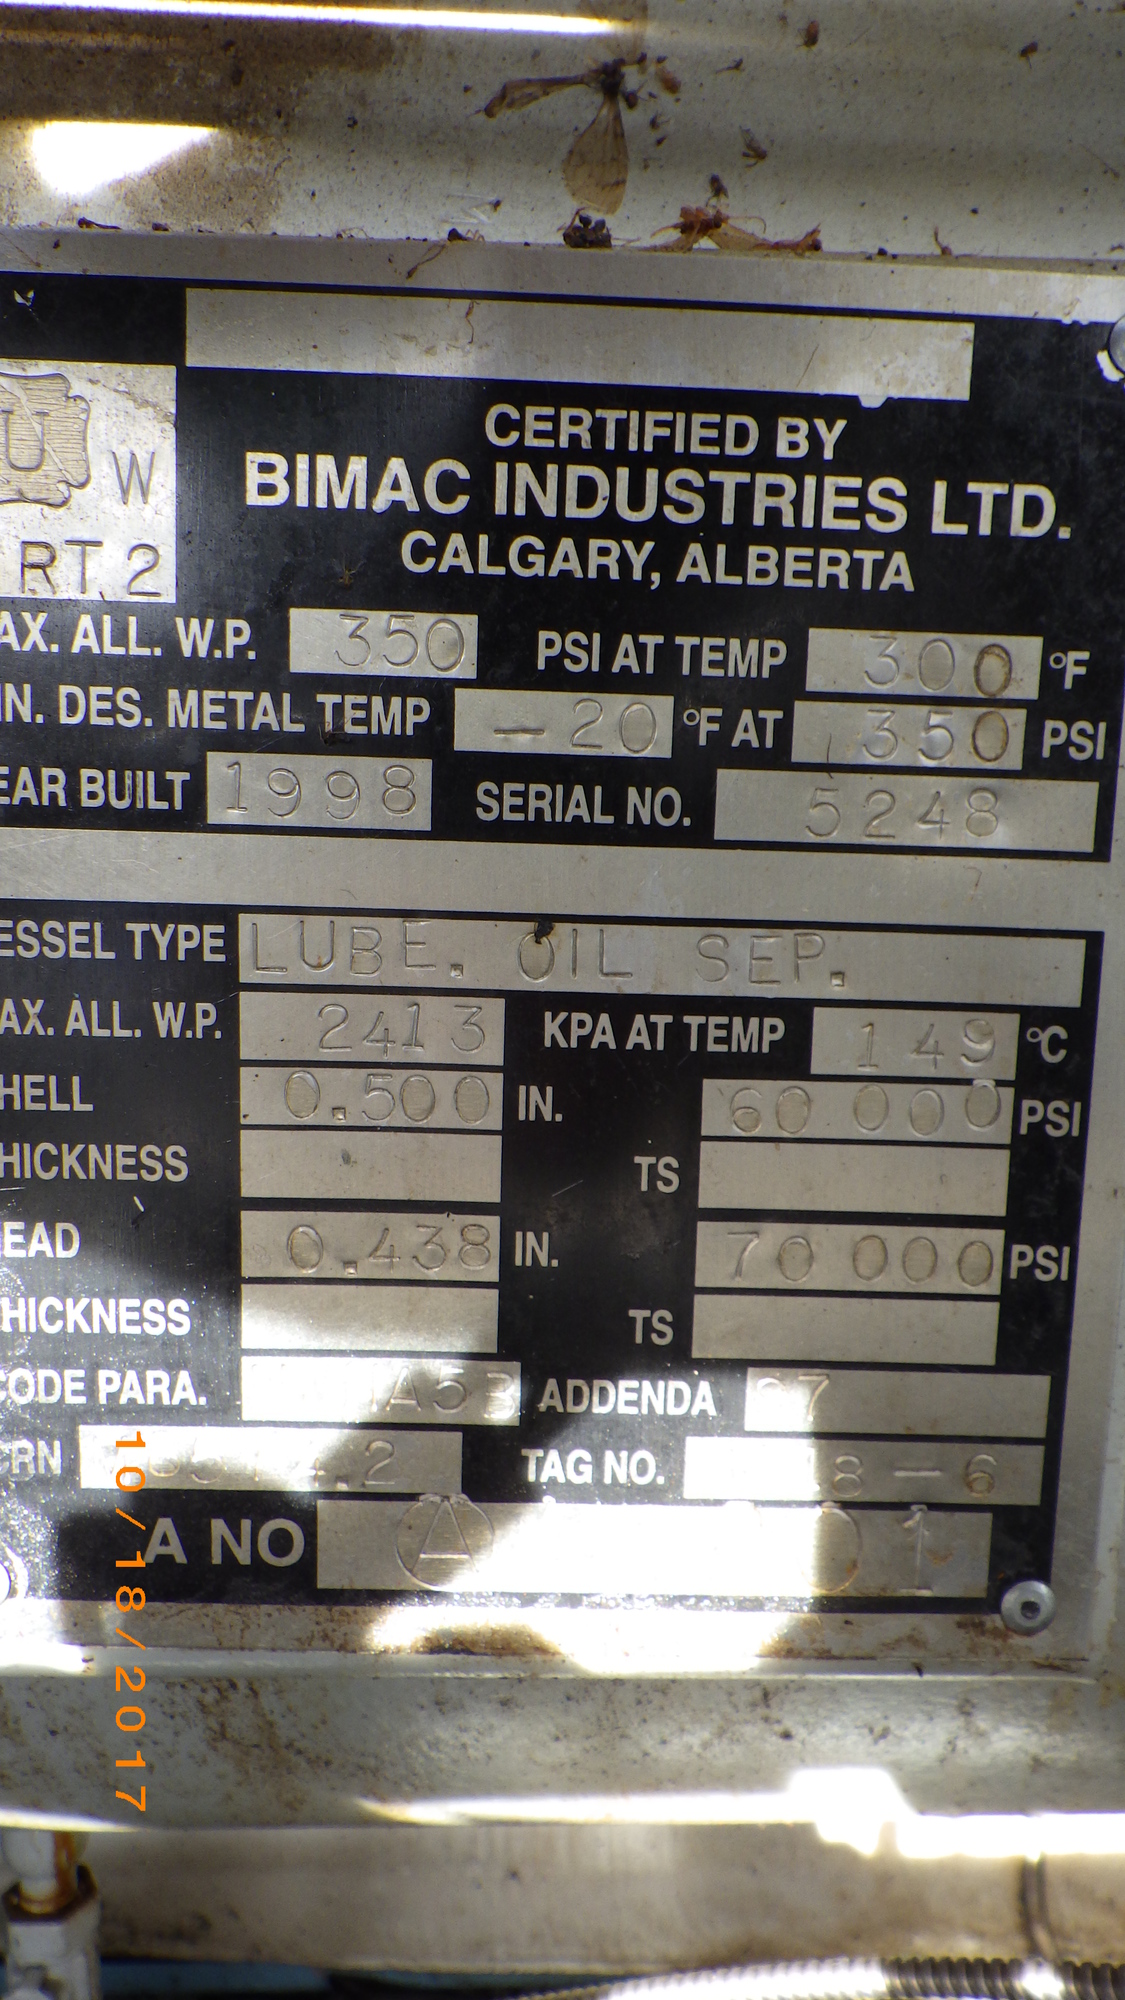 U
W
RT 2
CERTIFIED BY
BIMAC INDUSTRIES LTD.
CALGARY, ALBERTA
AX. ALL. W.P. 350 PSI AT TEMP 300 °F
IN. DES. METAL TEMP -20 °F AT 350 PSI
EAR BUILT 1998 SERIAL NO. 5248
ESSEL TYPE LUBE. OIL SEP.
AX. ALL. W.P. 2413 KPA AT TEMP 149 °C
HELL 0.500 IN. 60 000 PSI
HICKNESS TS
EAD 0.438 IN. 70 000 PSI
HICKNESS TS
CODE PARA. ADDENDA 97
CRN TAG NO.
A NO A
10/18/2017